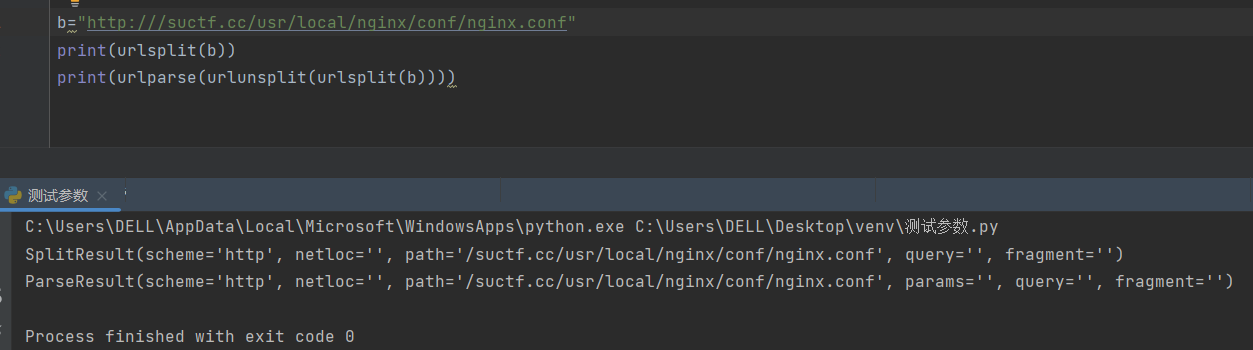 b="http:///suctf.cc/usr/local/nginx/conf/nginx.conf"
print(urlsplit(b))
print(urlparse(urlunsplit(urlsplit(b))))
测试参数 ×
C:\Users\DELL\AppData\Local\Microsoft\WindowsApps\python.exe C:\Users\DELL\Desktop\venv\测试参数.py
SplitResult(scheme='http', netloc='', path='/suctf.cc/usr/local/nginx/conf/nginx.conf', query='', fragment='')
ParseResult(scheme='http', netloc='', path='/suctf.cc/usr/local/nginx/conf/nginx.conf', params='', query='', fragment='')
Process finished with exit code 0